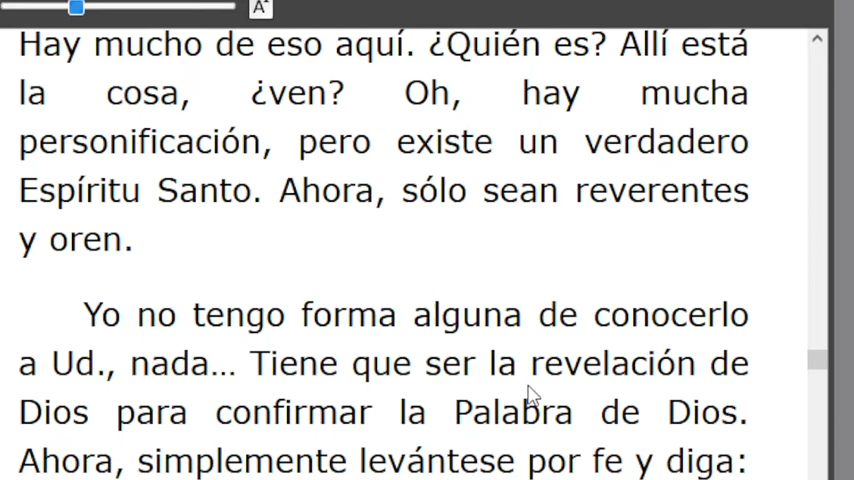 A
Hay mucho de eso aquí. ¿Quién es? Allí está
la cosa, ¿ven? Oh, hay mucha
personificación, pero existe un verdadero
Espíritu Santo. Ahora, sólo sean reverentes
y oren.
Yo no tengo forma alguna de conocerlo
a Ud., nada... Tiene que ser la revelación de
Dios para confirmar la Palabra de Dios.
Ahora, simplemente levántese por fe y diga: